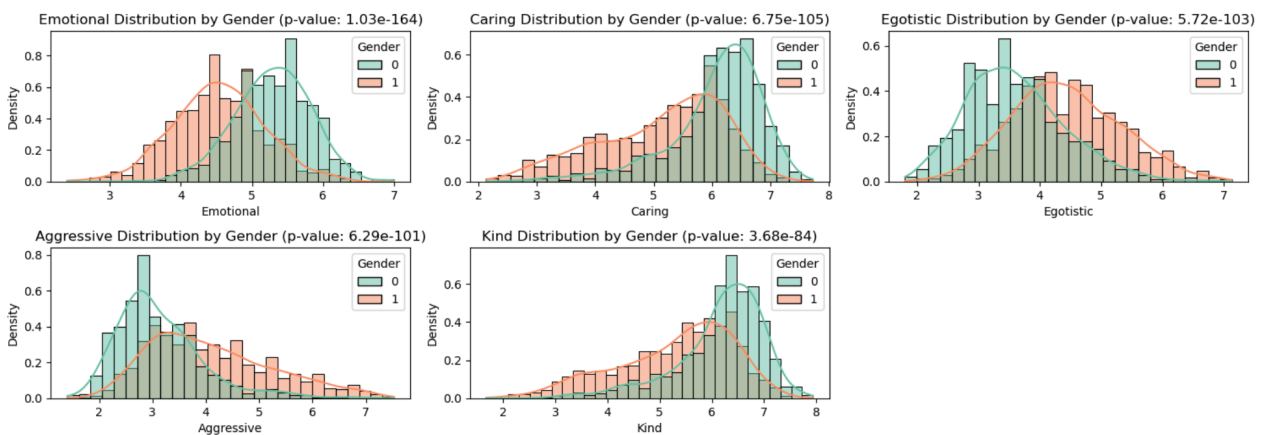 Emotional Distribution by Gender (p-value: 1.03e-164)
Density
0.8
0.6
0.4
0.2
0.0
Gender
0
1
3 4 5 6 7
Emotional
Caring Distribution by Gender (p-value: 6.75e-105)
Density
0.6
0.4
0.2
0.0
Gender
0
1
2 3 4 5 6 7 8
Caring
Egotistic Distribution by Gender (p-value: 5.72e-103)
Density
0.6
0.4
0.2
0.0
Gender
0
1
2 3 4 5 6 7
Egotistic
Aggressive Distribution by Gender (p-value: 6.29e-101)
Density
0.8
0.6
0.4
0.2
0.0
Gender
0
1
2 3 4 5 6 7
Aggressive
Kind Distribution by Gender (p-value: 3.68e-84)
Density
0.6
0.4
0.2
0.0
Gender
0
1
2 3 4 5 6 7 8
Kind